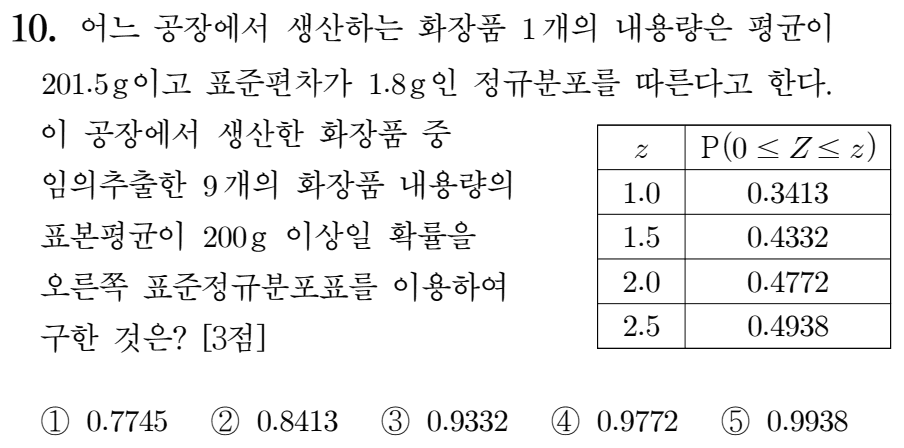 10. 어느 공장에서 생산하는 화장품 1개의 내용량은 평균이
201.5g이고 표준편차가 1.8g인 정규분포를 따른다고 한다.
이 공장에서 생산한 화장품 중
임의추출한 9개의 화장품 내용량의
표본평균이 200g 이상일 확률을
오른쪽 표준정규분포표를 이용하여
구한 것은? [3점]
z P(0 ≤ Z ≤ z)
1.0 0.3413
1.5 0.4332
2.0 0.4772
2.5 0.4938
① 0.7745 ② 0.8413 ③ 0.9332 ④ 0.9772 ⑤ 0.9938